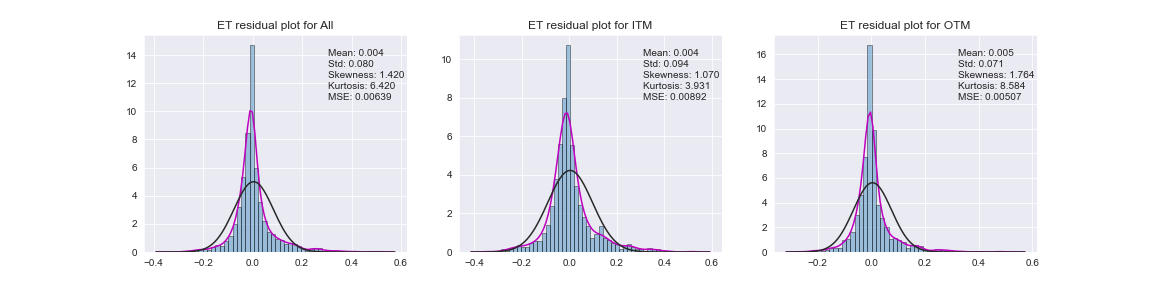 ET residual plot for All
Mean: 0.004
Std: 0.080
Skewness: 1.420
Kurtosis: 6.420
MSE: 0.00639
14
12
10
8
6
4
2
0
−0.4 −0.2 0.0 0.2 0.4 0.6
ET residual plot for ITM
Mean: 0.004
Std: 0.094
Skewness: 1.070
Kurtosis: 3.931
MSE: 0.00892
10
8
6
4
2
0
−0.4 −0.2 0.0 0.2 0.4 0.6
ET residual plot for OTM
Mean: 0.005
Std: 0.071
Skewness: 1.764
Kurtosis: 8.584
MSE: 0.00507
16
14
12
10
8
6
4
2
0
−0.2 0.0 0.2 0.4 0.6